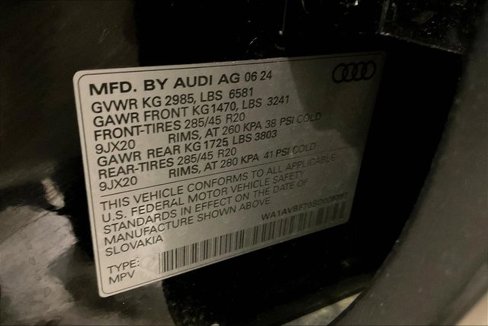 MFD. BY AUDI AG 06 24
GVWR KG 2985, LBS 6581
GAWR FRONT KG1470, LBS 3241
FRONT-TIRES 285/45 R20
9JX20 RIMS, AT 260 KPA 38 PSI COLD
GAWR REAR KG 1725 LBS 3803
REAR-TIRES 285/45 R20
9JX20 RIMS, AT 280 KPA 41 PSI COLD
THIS VEHICLE CONFORMS TO ALL APPLICABLE
U.S. FEDERAL MOTOR VEHICLE SAFETY
STANDARDS IN EFFECT ON THE DATE OF
MANUFACTURE SHOWN ABOVE
SLOVAKIA
TYPE:
MPV